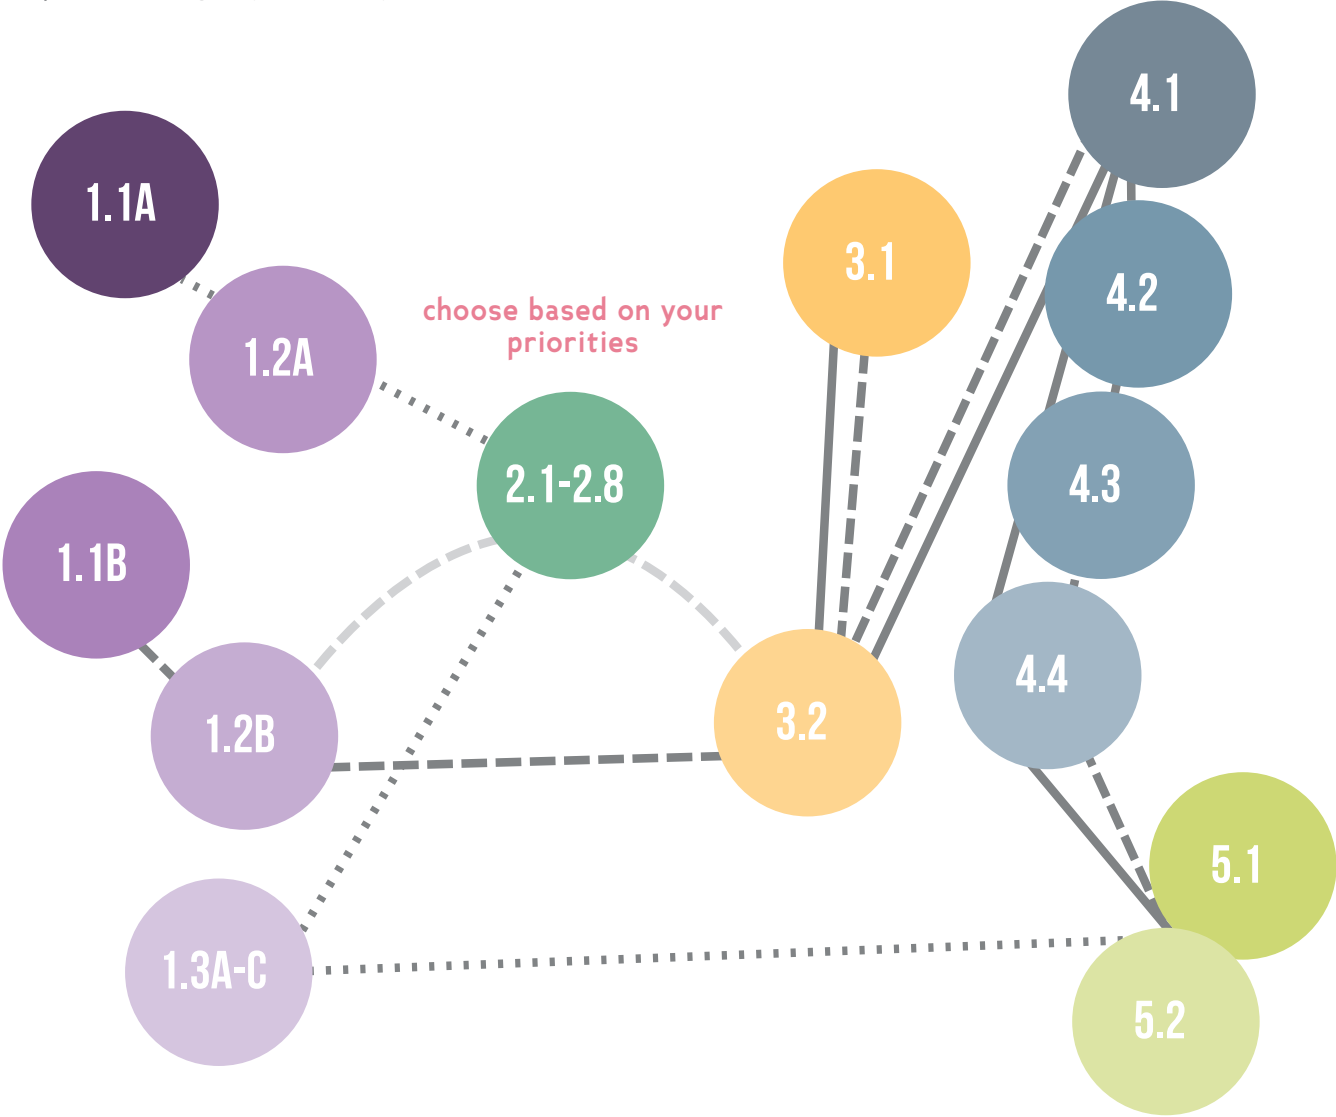 4.1
1.1A
3.1
4.2
choose based on your
priorities
1.2A
2.1-2.8
4.3
1.1B
4.4
1.2B
3.2
5.1
1.3A-C
5.2